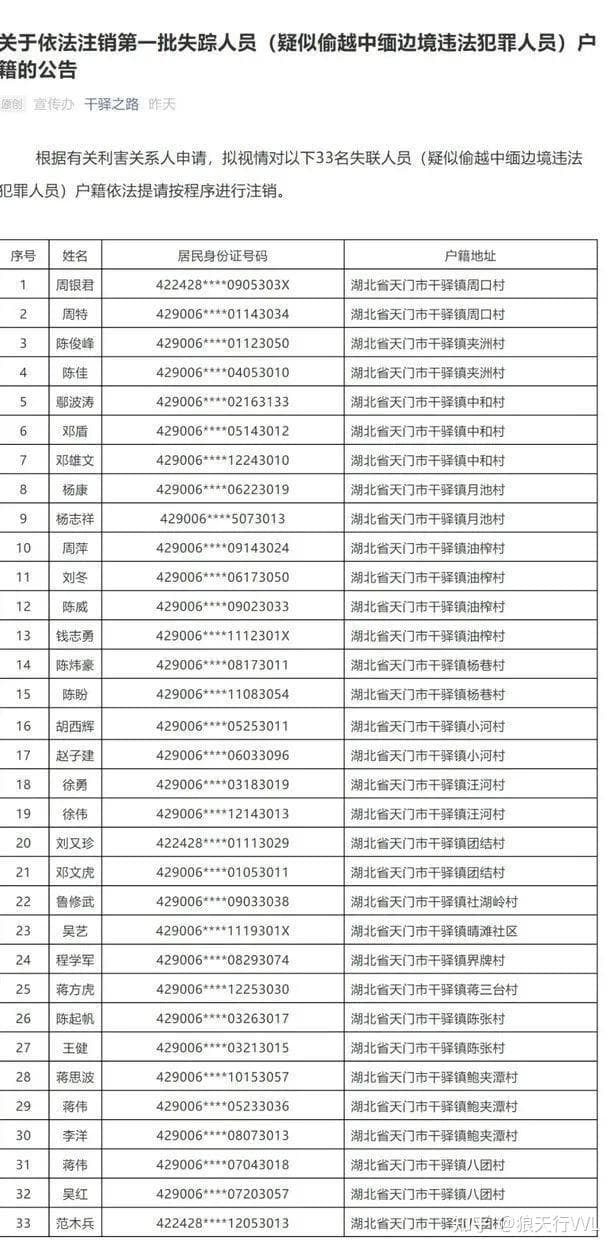 关于依法注销第一批失踪人员（疑似偷越中缅边境违法犯罪人员）户
籍的公告
原创 宣传办 干驿之路 昨天
根据有关利害关系人申请，拟视情对以下33名失联人员（疑似偷越中缅边境违法
犯罪人员）户籍依法提请按程序进行注销。
序号 姓名 居民身份证号码 户籍地址
1 周银君 422428****0905303X 湖北省天门市干驿镇周口村
2 周特 429006****01143034 湖北省天门市干驿镇周口村
3 陈俊峰 429006****01123050 湖北省天门市干驿镇夹洲村
4 陈佳 429006****04053010 湖北省天门市干驿镇夹洲村
5 鄢波涛 429006****02163133 湖北省天门市干驿镇中和村
6 邓盾 429006****05143012 湖北省天门市干驿镇中和村
7 邓雄文 429006****12243010 湖北省天门市干驿镇中和村
8 杨康 429006****06223019 湖北省天门市干驿镇月池村
9 杨志祥 429006****5073013 湖北省天门市干驿镇月池村
10 周萍 429006****09143024 湖北省天门市干驿镇油榨村
11 刘冬 429006****06173050 湖北省天门市干驿镇油榨村
12 陈威 429006****09023033 湖北省天门市干驿镇油榨村
13 钱志勇 429006****1112301X 湖北省天门市干驿镇油榨村
14 陈炜豪 429006****08173011 湖北省天门市干驿镇杨巷村
15 陈盼 429006****11083054 湖北省天门市干驿镇杨巷村
16 胡西辉 429006****05253011 湖北省天门市干驿镇小河村
17 赵子建 429006****06033096 湖北省天门市干驿镇小河村
18 徐勇 429006****03183019 湖北省天门市干驿镇汪河村
19 徐伟 429006****12143013 湖北省天门市干驿镇汪河村
20 刘又珍 422428****01113029 湖北省天门市干驿镇团结村
21 邓文虎 429006****01053011 湖北省天门市干驿镇团结村
22 鲁修武 429006****09033038 湖北省天门市干驿镇社湖岭村
23 吴艺 429006****1119301X 湖北省天门市干驿镇晴滩社区
24 程学军 429006****08293074 湖北省天门市干驿镇界牌村
25 蒋方虎 429006****12253030 湖北省天门市干驿镇蒋三台村
26 陈起帆 429006****03263017 湖北省天门市干驿镇陈张村
27 王健 429006****03213015 湖北省天门市干驿镇陈张村
28 蒋思波 429006****10153057 湖北省天门市干驿镇鲍夹潭村
29 蒋伟 429006****05233036 湖北省天门市干驿镇鲍夹潭村
30 李洋 429006****08073013 湖北省天门市干驿镇鲍夹潭村
31 蒋伟 429006****07043018 湖北省天门市干驿镇八团村
32 吴红 429006****07203057 湖北省天门市干驿镇八团村
33 范木兵 422428****12053013 湖北省天门市干驿镇八团村
知乎 @狼天行VVL